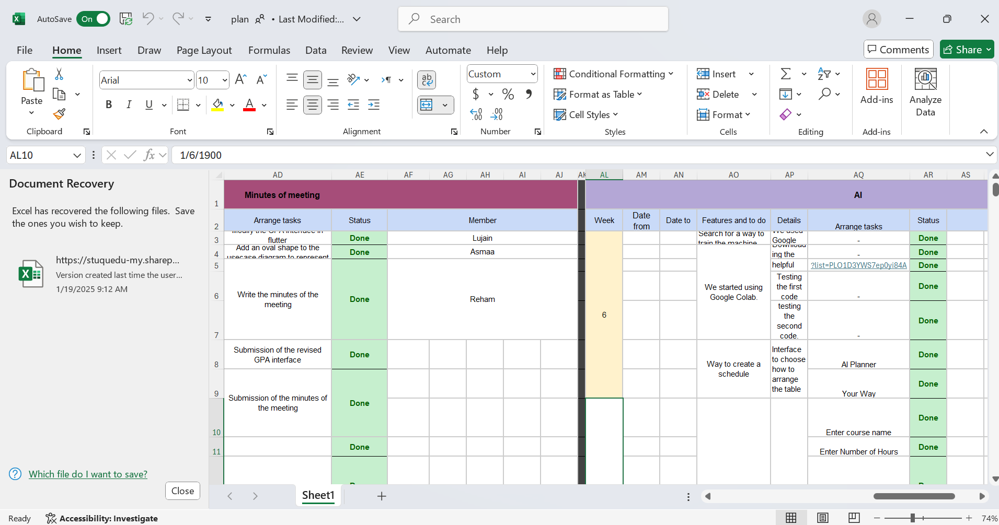 AutoSave On plan • Last Modified:... Search
File Home Insert Draw Page Layout Formulas Data Review View Automate Help Comments Share
Paste
Clipboard
Arial 10
B I U A
Font
ab
Alignment
Custom
$ % 9
Number
Conditional Formatting
Format as Table
Cell Styles
Styles
Insert
Delete
Format
Cells
Editing
Add-ins
Add-ins
Analyze
Data
AL10 fx 1/6/1900
Document Recovery
Excel has recovered the following files. Save
the ones you wish to keep.
https://stuquedu-my.sharep...
Version created last time the user...
1/19/2025 9:12 AM
Which file do I want to save?
Close
AD AE AF AG AH AI AJ AK AL AM AN AO AP AQ AR AS
1 Minutes of meeting AI
2 Arrange tasks Status Member Week Date from Date to Features and to do Details Arrange tasks Status
3 Modify the GPA interface in flutter Done Lujain Search for a way to train the machine We used Google - Done
4 Add an oval shape to the usecase diagram to represent Done Asmaa Downloading the - Done
5 helpful ?list=PLO1D3YWS7ep0yi84A Done
6 Write the minutes of the meeting Done Reham 6 We started using Google Colab. Testing the first code - Done
7 testing the second code. - Done
8 Submission of the revised GPA interface Done Way to create a schedule Interface to choose how to arrange the table AI Planner Done
9 Your Way Done
10 Submission of the minutes of the meeting Done Enter course name Done
11 Done Enter Number of Hours Done
Sheet1
Ready Accessibility: Investigate 74%